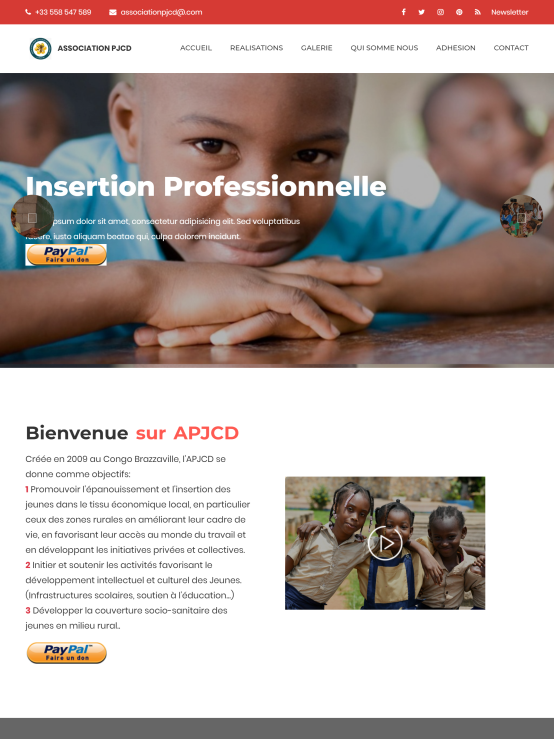 +33 558 547 589 associationpjcd@.com Newsletter
ASSOCIATION PJCD ACCUEIL REALISATIONS GALERIE QUI SOMME NOUS ADHESION CONTACT
Insertion Professionnelle
ipsum dolor sit amet, consectetur adipisicing elit. Sed voluptatibus
iusto aliquam beatae qui, culpa dolorem incidunt.
PayPal
Faire un don
Bienvenue sur APJCD
Créée en 2009 au Congo Brazzaville, l'APJCD se
donne comme objectifs:
1 Promouvoir l'épanouissement et l'insertion des
jeunes dans le tissu économique local, en particulier
ceux des zones rurales en améliorant leur cadre de
vie, en favorisant leur accès au monde du travail et
en développant les initiatives privées et collectives.
2 Initier et soutenir les activités favorisant le
développement intellectuel et culturel des Jeunes.
(Infrastructures scolaires, soutien à l'éducation...)
3 Développer la couverture socio-sanitaire des
jeunes en milieu rural..
PayPal
Faire un don